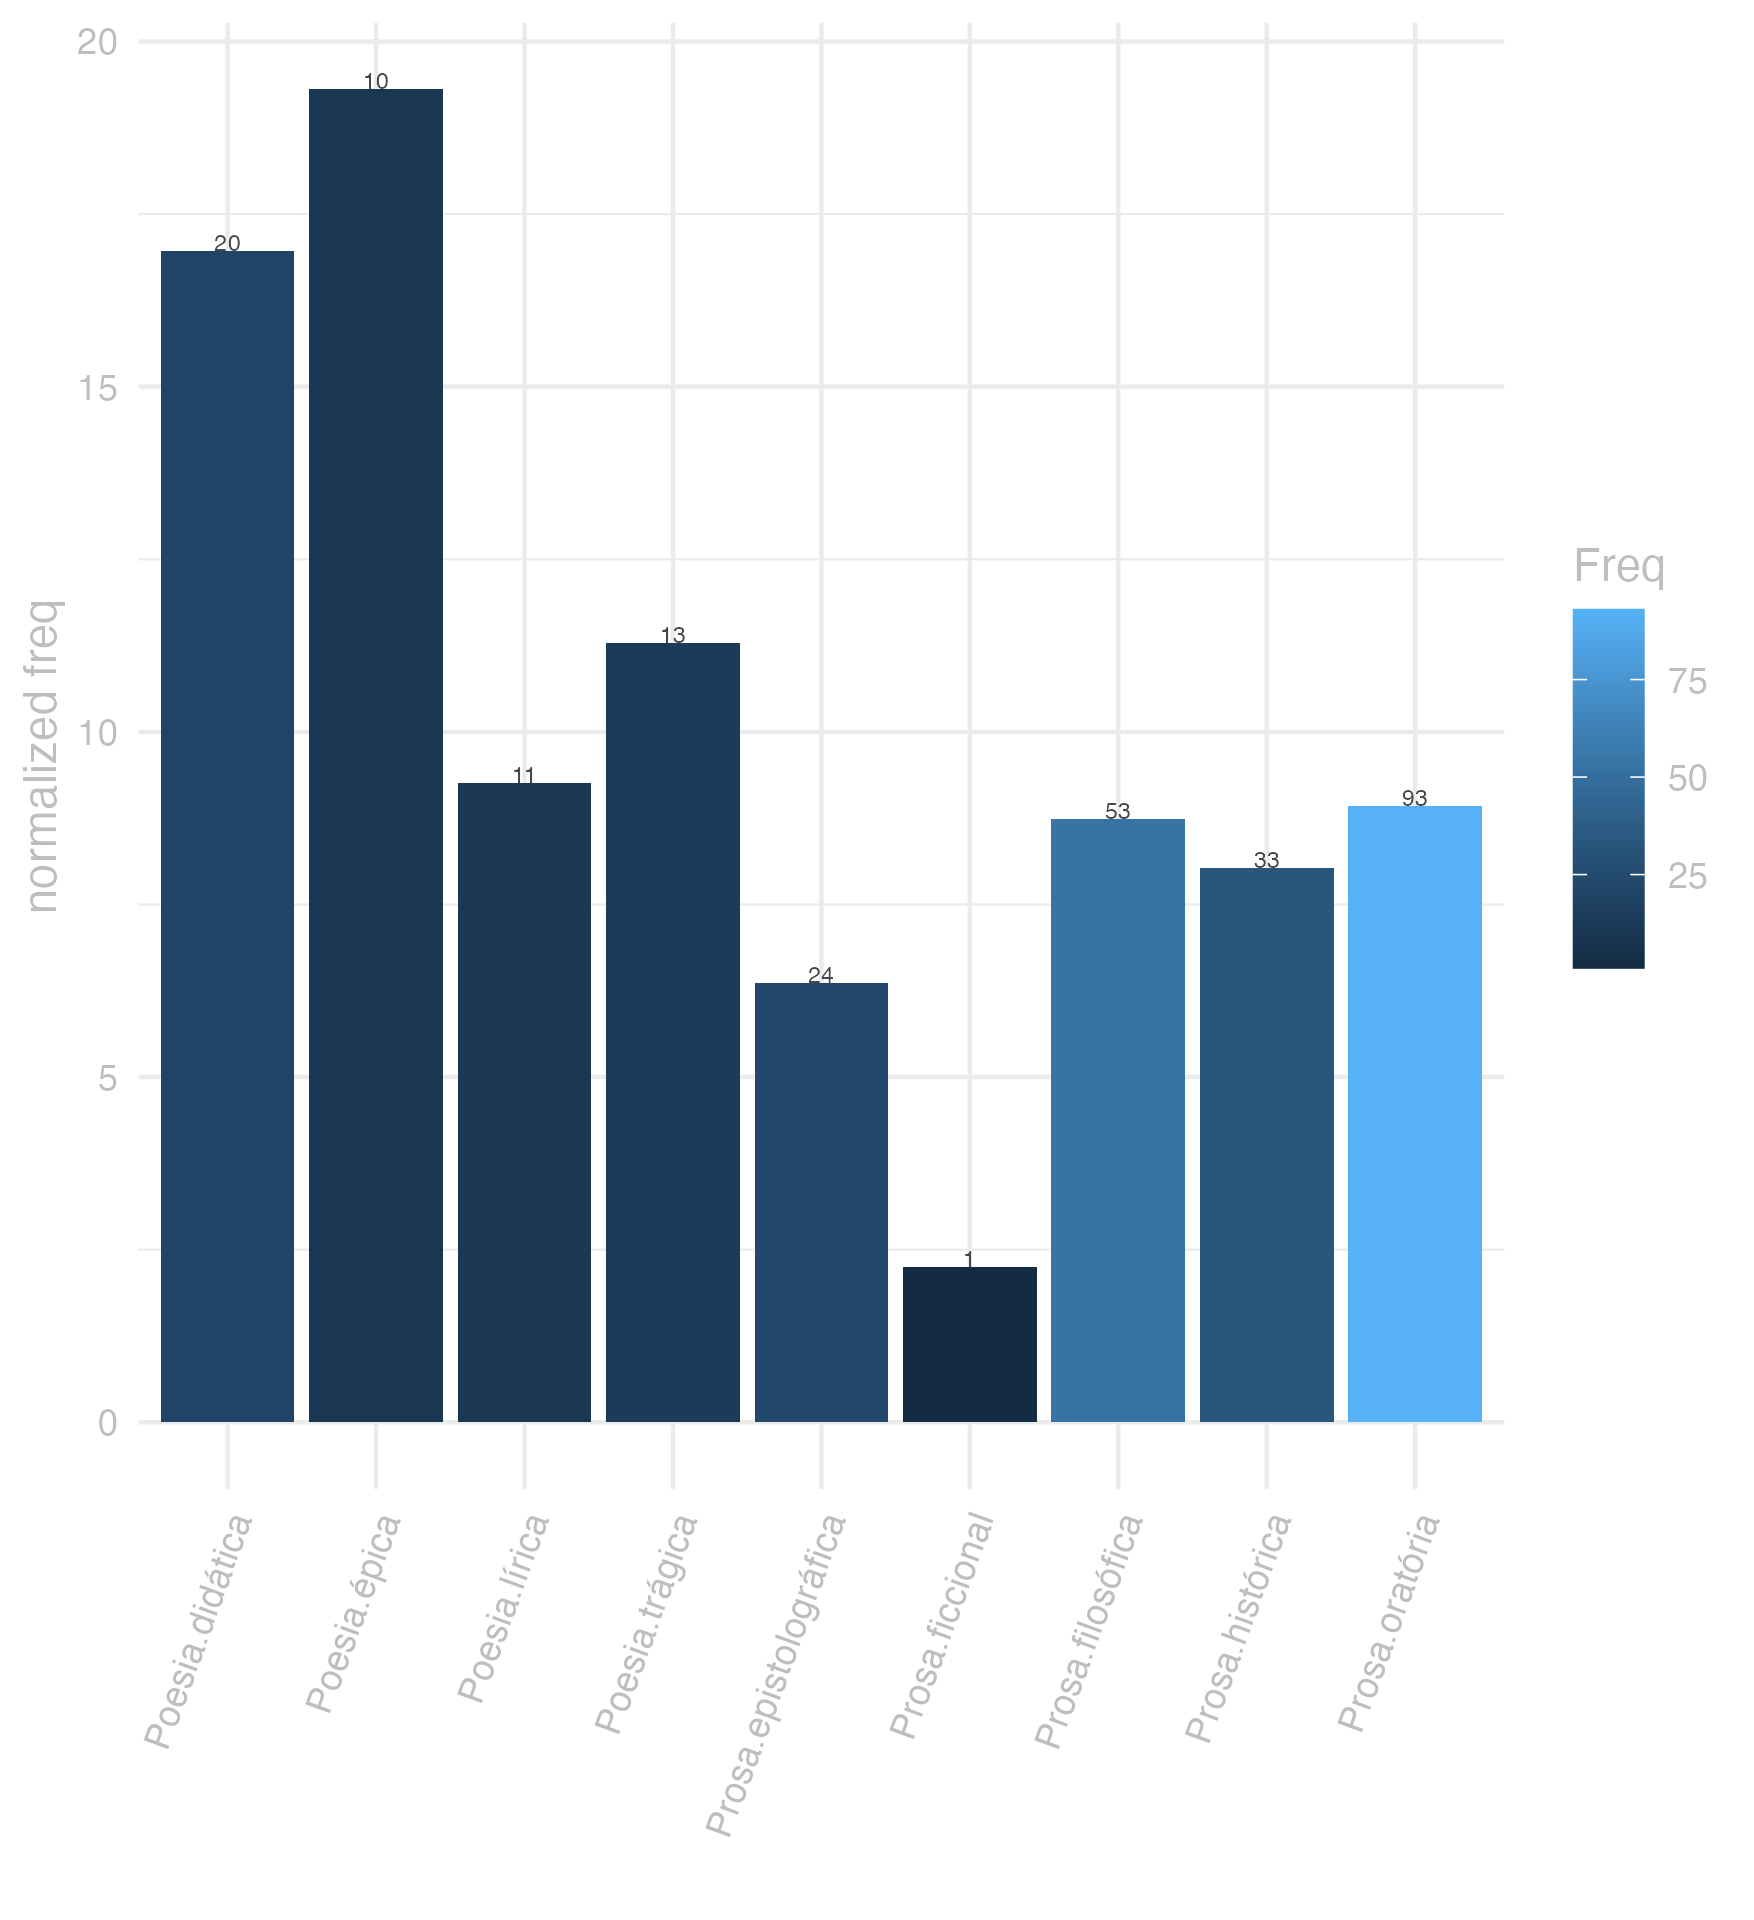 20
15
10
5
0
normalized freq
20
10
11
13
24
1
53
33
93
Poesia.didática
Poesia.épica
Poesia.lírica
Poesia.trágica
Prosa.epistolográfica
Prosa.ficcional
Prosa.filosófica
Prosa.histórica
Prosa.oratória
Freq
75
50
25